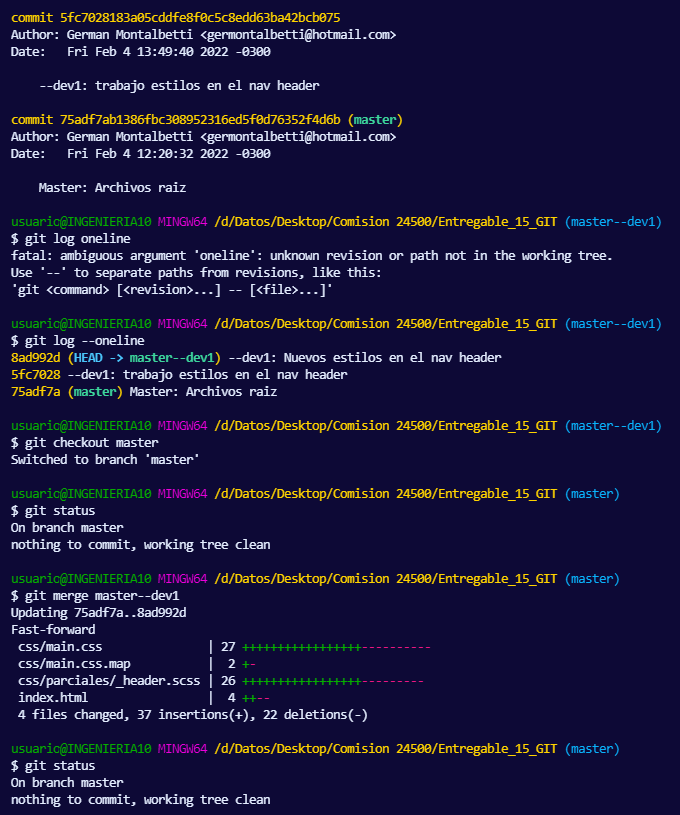 commit 5fc7028183a05cddfe8f0c5c8edd63ba42bcb075
Author: German Montalbetti <germontalbetti@hotmail.com>
Date:   Fri Feb 4 13:49:40 2022 -0300
    --dev1: trabajo estilos en el nav header
commit 75adf7ab1386fbc308952316ed5f0d76352f4d6b (master)
Author: German Montalbetti <germontalbetti@hotmail.com>
Date:   Fri Feb 4 12:20:32 2022 -0300
    Master: Archivos raiz
usuario@INGENIERIA10 MINGW64 /d/Datos/Desktop/Comision 24500/Entregable_15_GIT (master--dev1)
$ git log oneline
fatal: ambiguous argument 'oneline': unknown revision or path not in the working tree.
Use '--' to separate paths from revisions, like this:
'git <command> [<revision>...] -- [<file>...]'
usuario@INGENIERIA10 MINGW64 /d/Datos/Desktop/Comision 24500/Entregable_15_GIT (master--dev1)
$ git log --oneline
8ad992d (HEAD -> master--dev1) --dev1: Nuevos estilos en el nav header
5fc7028 --dev1: trabajo estilos en el nav header
75adf7a (master) Master: Archivos raiz
usuario@INGENIERIA10 MINGW64 /d/Datos/Desktop/Comision 24500/Entregable_15_GIT (master--dev1)
$ git checkout master
Switched to branch 'master'
usuario@INGENIERIA10 MINGW64 /d/Datos/Desktop/Comision 24500/Entregable_15_GIT (master)
$ git status
On branch master
nothing to commit, working tree clean
usuario@INGENIERIA10 MINGW64 /d/Datos/Desktop/Comision 24500/Entregable_15_GIT (master)
$ git merge master--dev1
Updating 75adf7a..8ad992d
Fast-forward
 css/main.css               | 27 +++++++++++++++++----------
 css/main.css.map           |  2 +-
 css/parciales/_header.scss | 26 +++++++++++++++++---------
 index.html                 |  4 ++--
 4 files changed, 37 insertions(+), 22 deletions(-)
usuario@INGENIERIA10 MINGW64 /d/Datos/Desktop/Comision 24500/Entregable_15_GIT (master)
$ git status
On branch master
nothing to commit, working tree clean